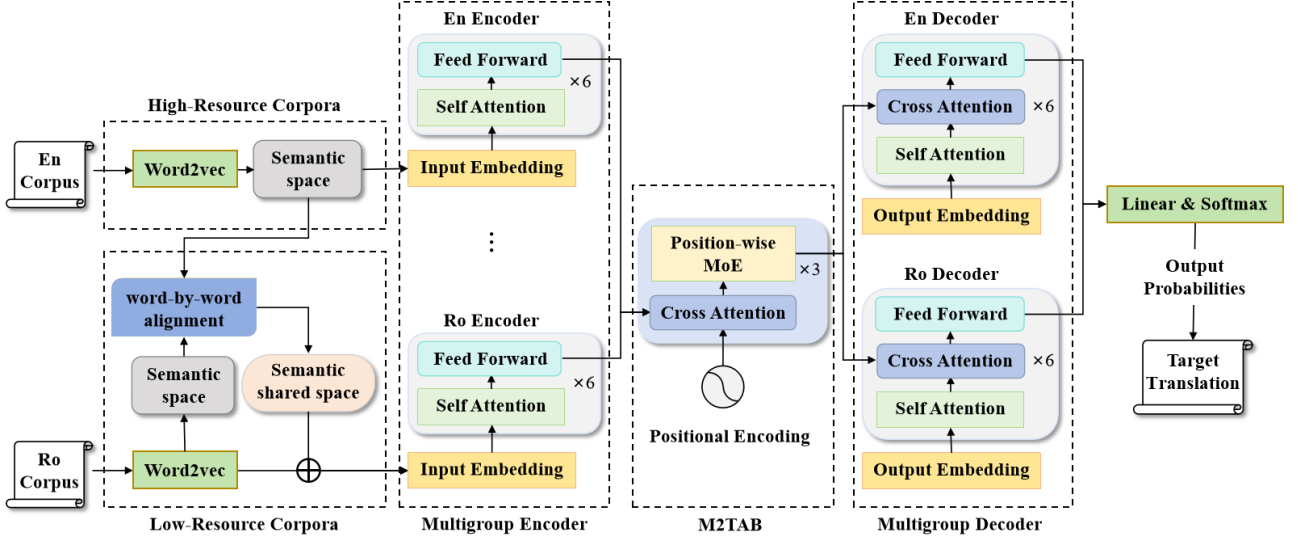 High-Resource Corpora
En
Corpus
Word2vec
Semantic
space
word-by-word
alignment
Semantic
space
Semantic
shared space
Ro
Corpus
Word2vec
Low-Resource Corpora
En Encoder
Feed Forward
×6
Self Attention
Input Embedding
...
Ro Encoder
Feed Forward
×6
Self Attention
Input Embedding
Multigroup Encoder
Position-wise
MoE
×3
Cross Attention
Positional Encoding
M2TAB
En Decoder
Feed Forward
Cross Attention
×6
Self Attention
Output Embedding
Ro Decoder
Feed Forward
Cross Attention
×6
Self Attention
Output Embedding
Multigroup Decoder
Linear & Softmax
Output
Probabilities
Target
Translation